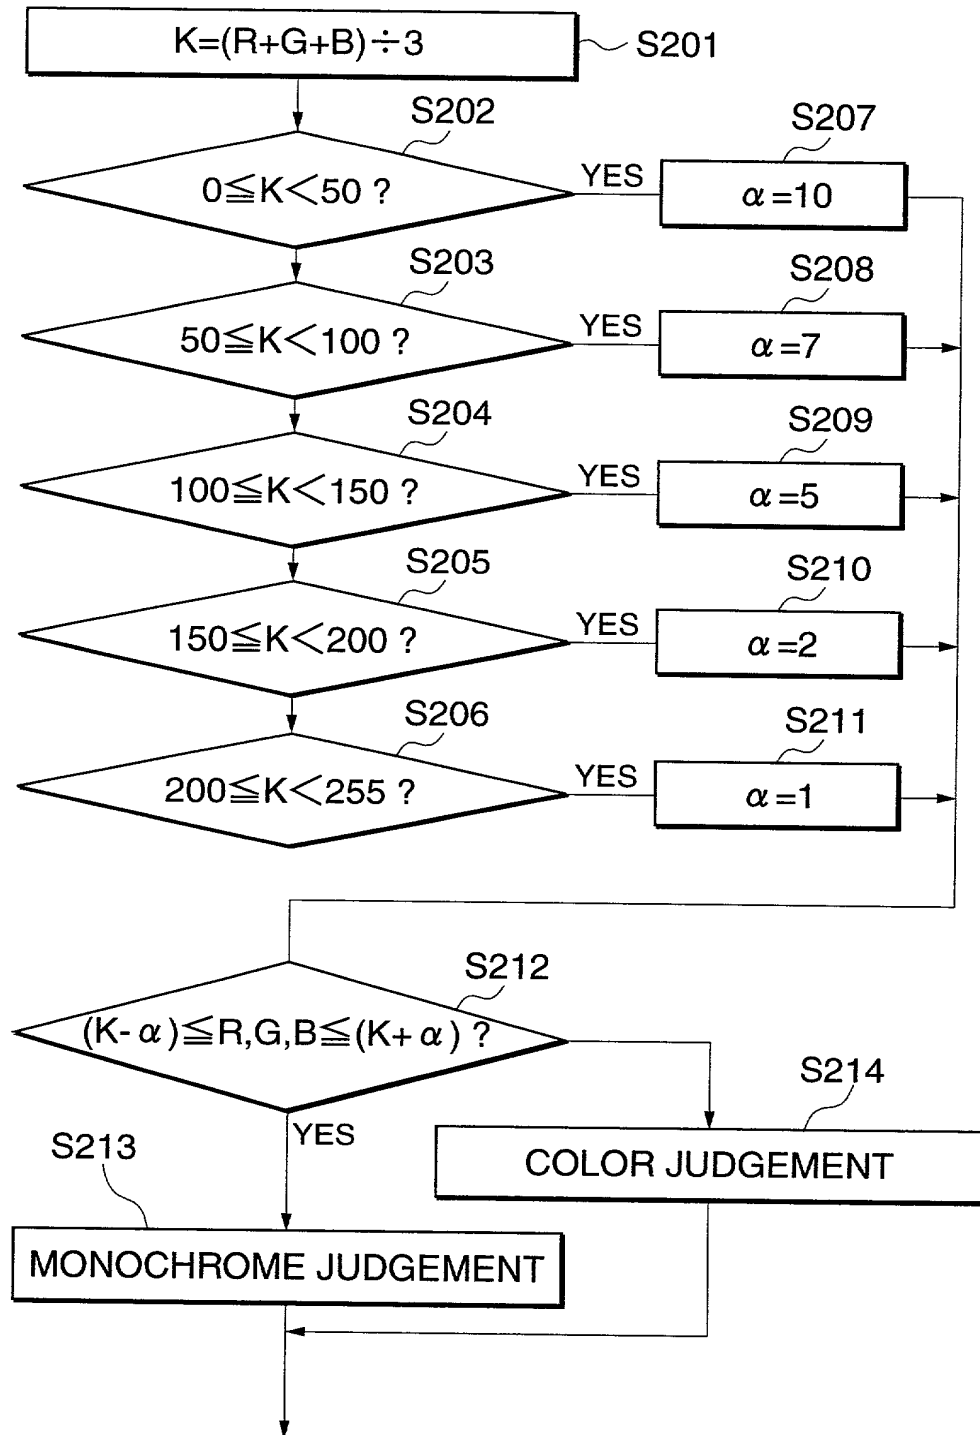 K=(R+G+B)÷3
S201
S202
0≦K<50 ?
YES
S207
α=10
S203
50≦K<100 ?
YES
S208
α=7
S204
100≦K<150 ?
YES
S209
α=5
S205
150≦K<200 ?
YES
S210
α=2
S206
200≦K<255 ?
YES
S211
α=1
S212
(K-α)≦R,G,B≦(K+α) ?
YES
S214
COLOR JUDGEMENT
S213
MONOCHROME JUDGEMENT